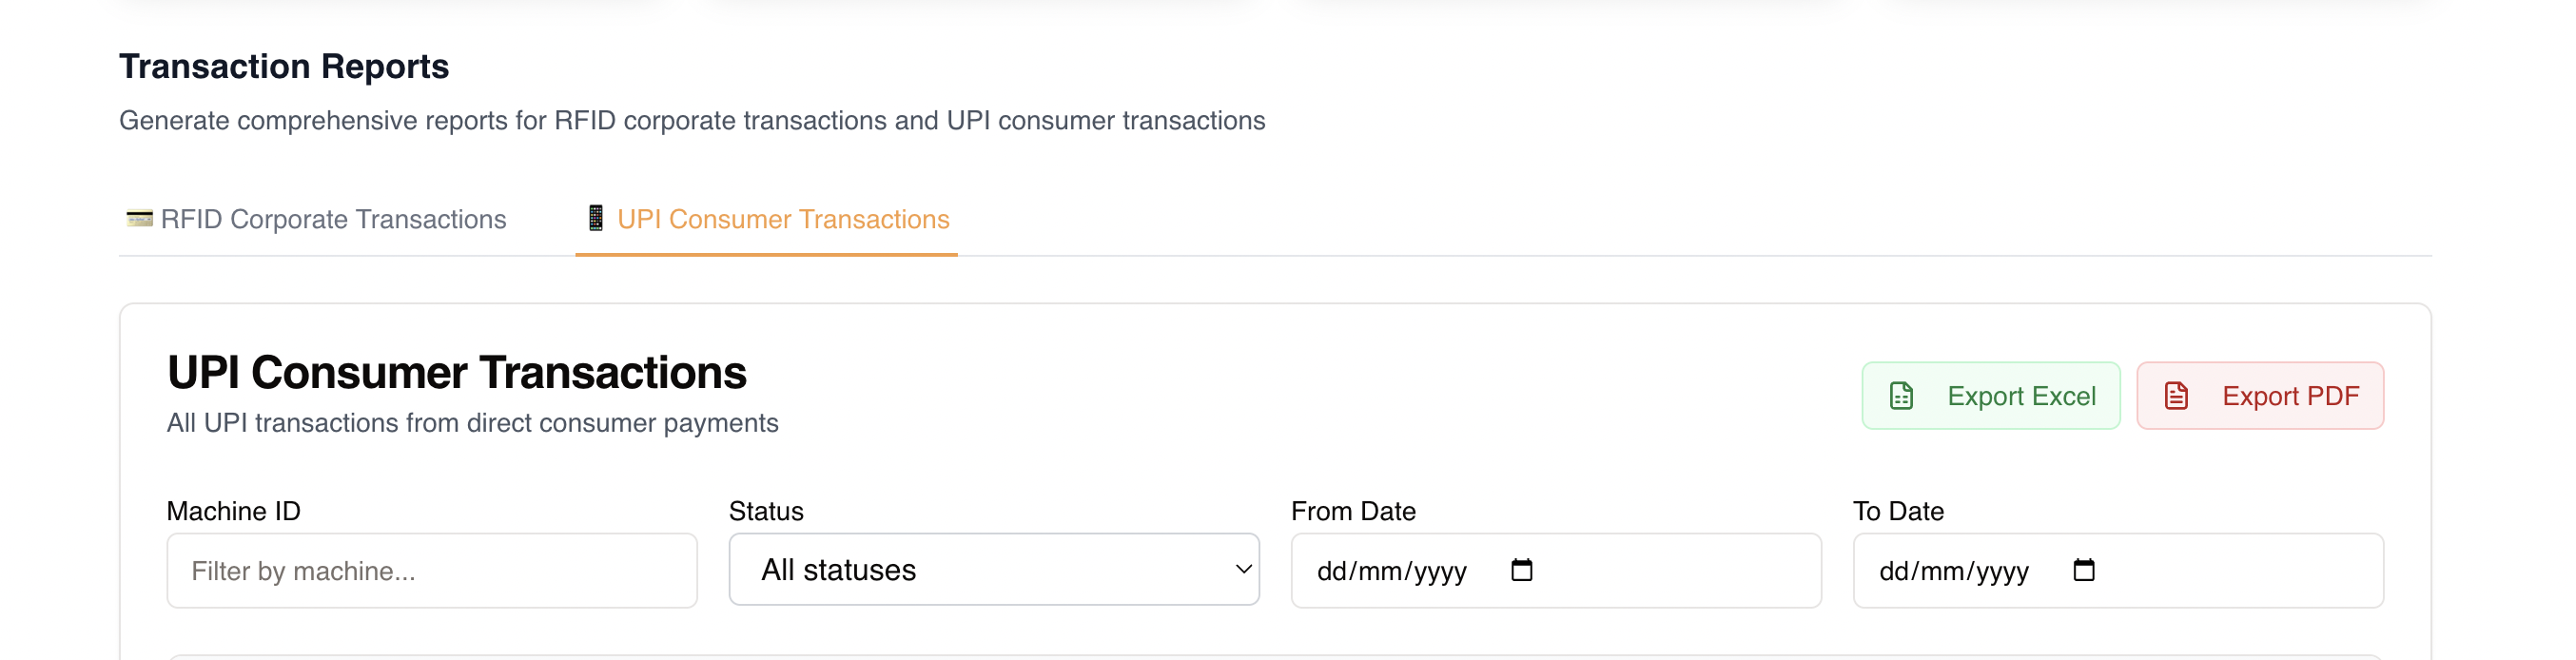 Transaction Reports
Generate comprehensive reports for RFID corporate transactions and UPI consumer transactions
RFID Corporate Transactions
UPI Consumer Transactions
UPI Consumer Transactions
All UPI transactions from direct consumer payments
Export Excel
Export PDF
Machine ID
Filter by machine...
Status
All statuses
From Date
dd/mm/yyyy
To Date
dd/mm/yyyy